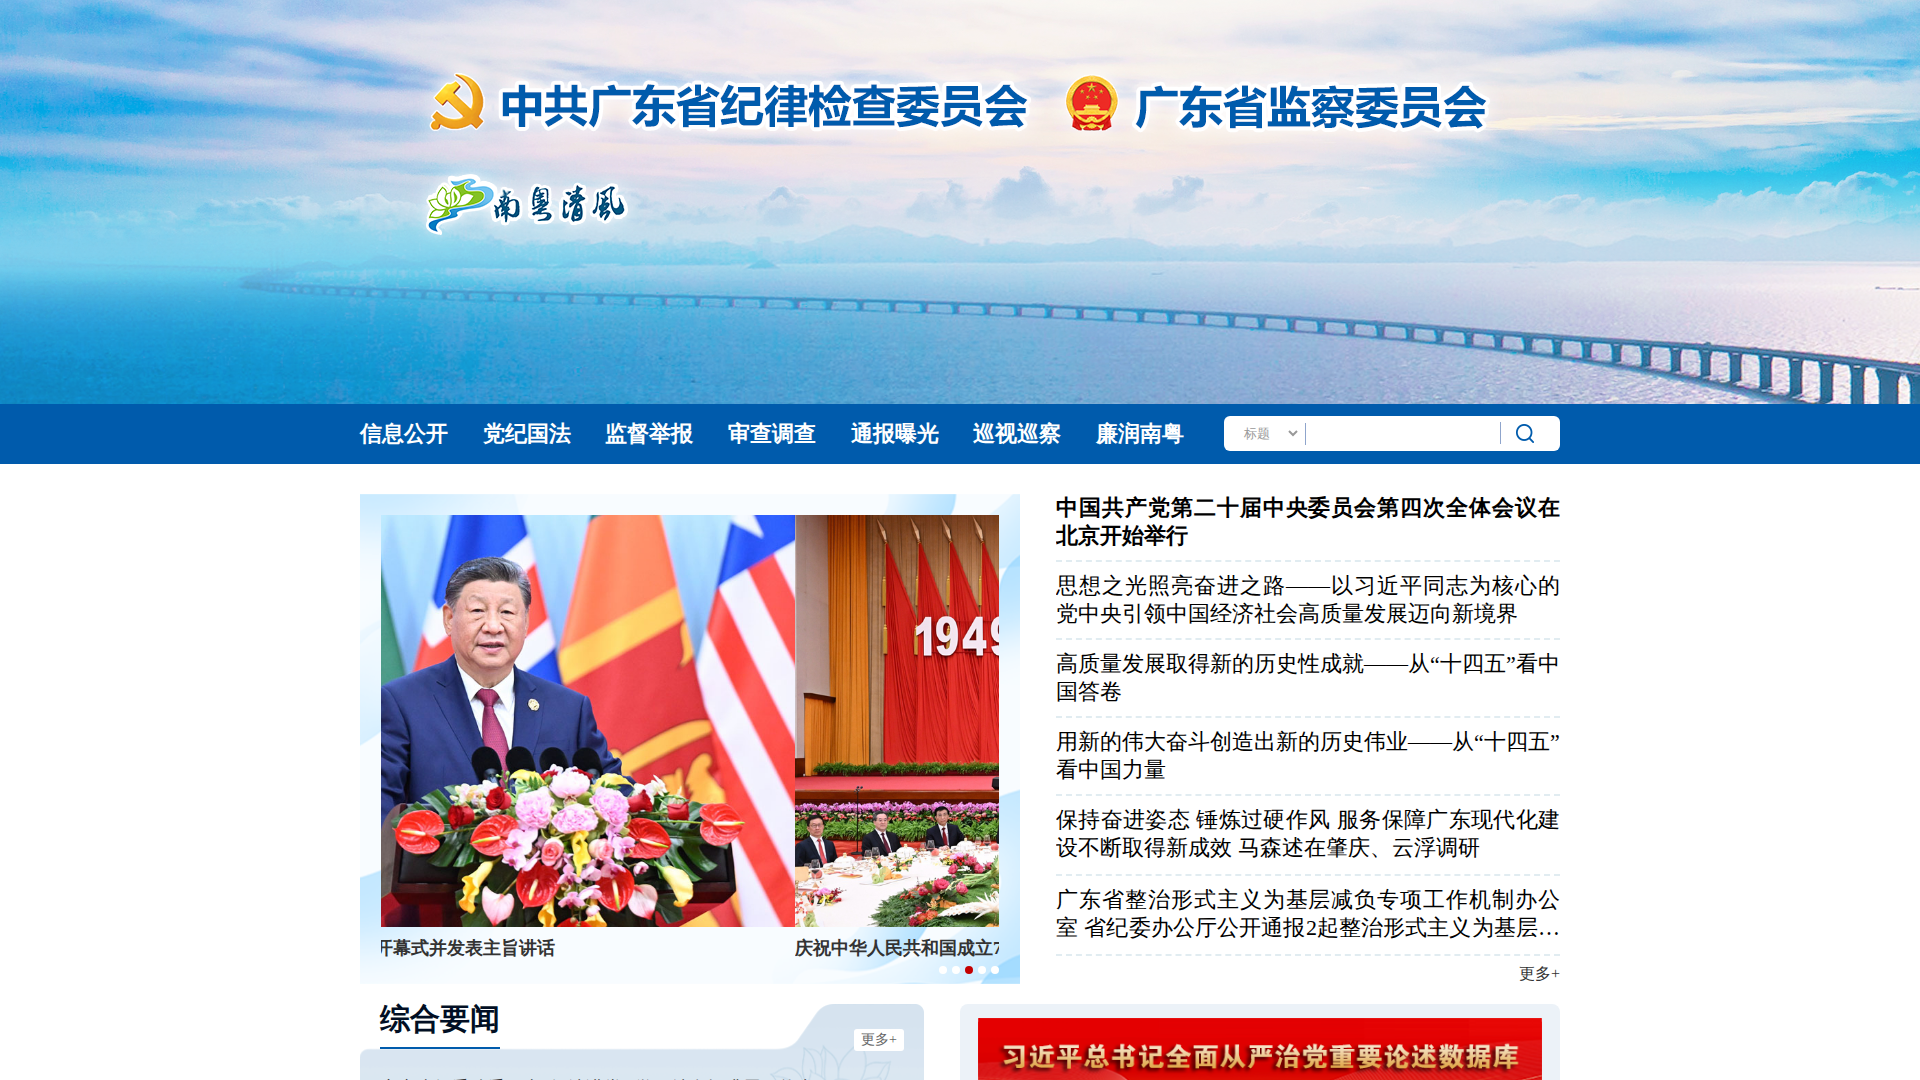 中共广东省纪律检查委员会 广东省监察委员会
南粤清風
信息公开 党纪国法 监督举报 审查调查 通报曝光 巡视巡察 廉润南粤 标题
1949
开幕式并发表主旨讲话 庆祝中华人民共和国成立7
中国共产党第二十届中央委员会第四次全体会议在
北京开始举行
思想之光照亮奋进之路——以习近平同志为核心的
党中央引领中国经济社会高质量发展迈向新境界
高质量发展取得新的历史性成就——从“十四五”看中
国答卷
用新的伟大奋斗创造出新的历史伟业——从“十四五”
看中国力量
保持奋进姿态 锤炼过硬作风 服务保障广东现代化建
设不断取得新成效 马森述在肇庆、云浮调研
广东省整治形式主义为基层减负专项工作机制办公
室 省纪委办公厅公开通报2起整治形式主义为基层…
更多+
综合要闻
更多+
习近平总书记全面从严治党重要论述数据库